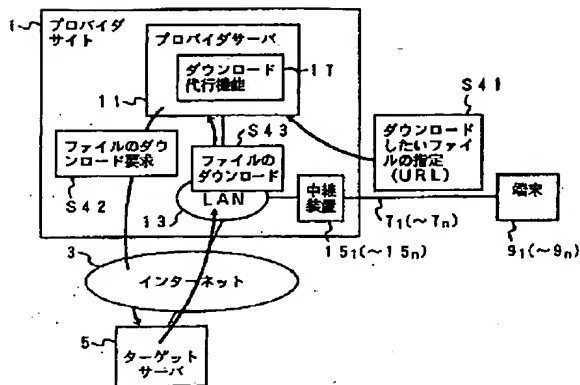 1
プロバイダ
サイト
プロバイダサーバ
ダウンロード
代行機能
17
11
S41
S43
ダウンロード
したいファイ
ルの指定
(URL)
ファイルのダウ
ンロード要求
ファイルの
ダウンロード
S42
LAN
13
中継
装置
端末
7₁(~7ₙ)
15₁(~15ₙ)
9₁(~9ₙ)
3
インターネット
5
ターゲット
サーバ